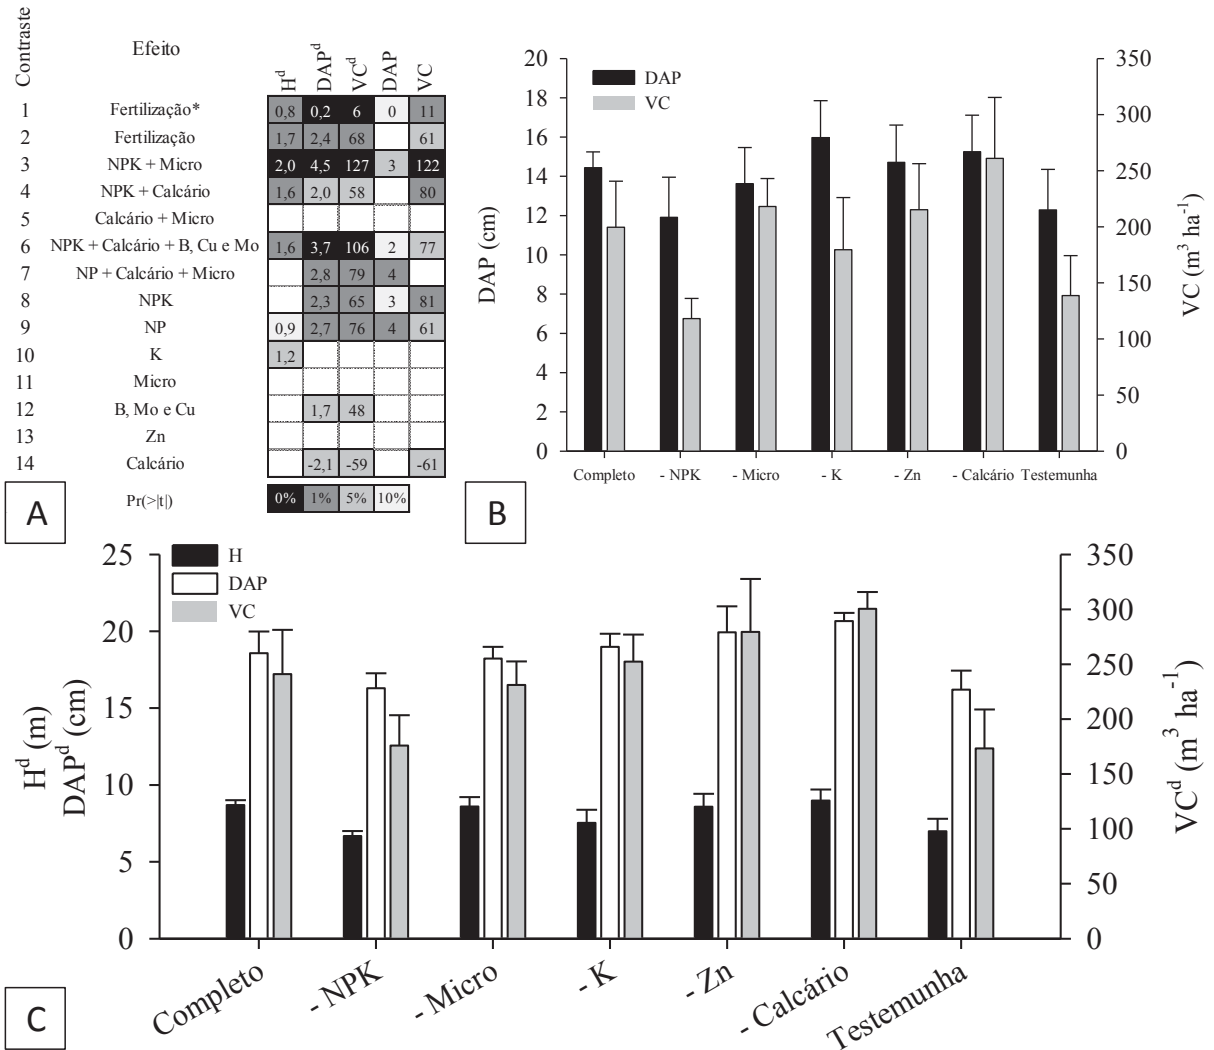 Contraste
Efeito
H^d
DAP^d
VC^d
DAP
VC
1 Fertilização* 0,8 0,2 6 0 11
2 Fertilização 1,7 2,4 68 61
3 NPK + Micro 2,0 4,5 127 3 122
4 NPK + Calcário 1,6 2,0 58 80
5 Calcário + Micro
6 NPK + Calcário + B, Cu e Mo 1,6 3,7 106 2 77
7 NP + Calcário + Micro 2,8 79 4
8 NPK 2,3 65 3 81
9 NP 0,9 2,7 76 4 61
10 K 1,2
11 Micro
12 B, Mo e Cu 1,7 48
13 Zn
14 Calcário -2,1 -59 -61
Pr(>|t|) 0% 1% 5% 10%
A
DAP (cm)
20
18
16
14
12
10
8
6
4
2
0
DAP
VC
350
300
250
200
150
100
50
0
VC (m³ ha⁻¹)
Completo - NPK - Micro - K - Zn - Calcário Testemunha
B
H^d (m)
DAP^d (cm)
25
20
15
10
5
0
H
DAP
VC
350
300
250
200
150
100
50
0
VC^d (m³ ha⁻¹)
Completo - NPK - Micro - K - Zn - Calcário Testemunha
C